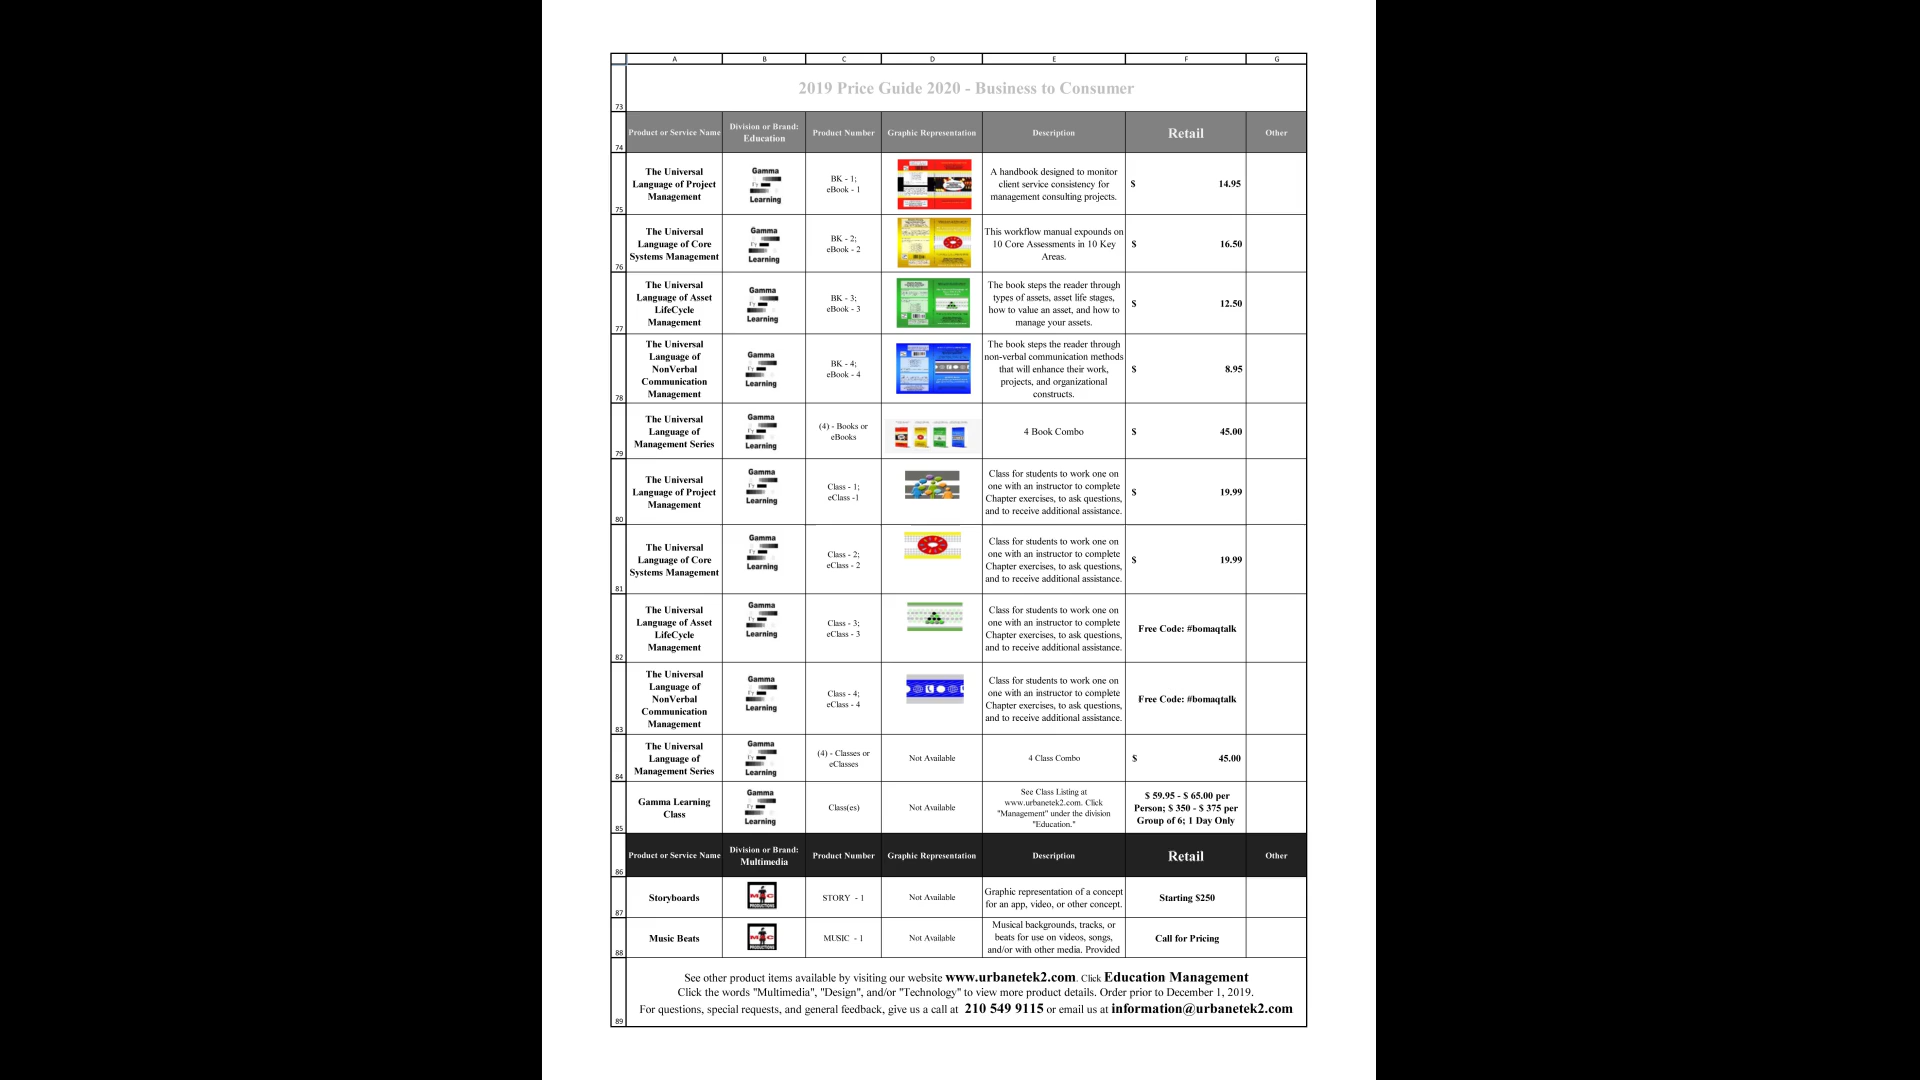 A B C D E F G
2019 Price Guide 2020 - Business to Consumer
73
Product or Service Name Division or Brand: Education Product Number Graphic Representation Description Retail Other
74
The Universal Language of Project Management Gamma Learning BK - 1; eBook - 1 A handbook designed to monitor client service consistency for management consulting projects. $ 14.95
75
The Universal Language of Core Systems Management Gamma Learning BK - 2; eBook - 2 This workflow manual expounds on 10 Core Assessments in 10 Key Areas. $ 16.50
76
The Universal Language of Asset LifeCycle Management Gamma Learning BK - 3; eBook - 3 The book steps the reader through types of assets, asset life stages, how to value an asset, and how to manage your assets. $ 12.50
77
The Universal Language of NonVerbal Communication Management Gamma Learning BK - 4; eBook - 4 The book steps the reader through non-verbal communication methods that will enhance their work, projects, and organizational constructs. $ 8.95
78
The Universal Language of Management Series Gamma Learning (4) - Books or eBooks 4 Book Combo $ 45.00
79
The Universal Language of Project Management Gamma Learning Class - 1; eClass -1 Class for students to work one on one with an instructor to complete Chapter exercises, to ask questions, and to receive additional assistance. $ 19.99
80
The Universal Language of Core Systems Management Gamma Learning Class - 2; eClass - 2 Class for students to work one on one with an instructor to complete Chapter exercises, to ask questions, and to receive additional assistance. $ 19.99
81
The Universal Language of Asset LifeCycle Management Gamma Learning Class - 3; eClass - 3 Class for students to work one on one with an instructor to complete Chapter exercises, to ask questions, and to receive additional assistance. Free Code: #bomaqtalk
82
The Universal Language of NonVerbal Communication Management Gamma Learning Class - 4; eClass - 4 Class for students to work one on one with an instructor to complete Chapter exercises, to ask questions, and to receive additional assistance. Free Code: #bomaqtalk
83
The Universal Language of Management Series Gamma Learning (4) - Classes or eClasses Not Available 4 Class Combo $ 45.00
84
Gamma Learning Class Gamma Learning Class(es) Not Available See Class Listing at www.urbanetek2.com. Click "Management" under the division "Education." $ 59.95 - $ 65.00 per Person; $ 350 - $ 375 per Group of 6; 1 Day Only
85
Product or Service Name Division or Brand: Multimedia Product Number Graphic Representation Description Retail Other
86
Storyboards PRODUCTIONS STORY - 1 Not Available Graphic representation of a concept for an app, video, or other concept. Starting $250
87
Music Beats PRODUCTIONS MUSIC - 1 Not Available Musical backgrounds, tracks, or beats for use on videos, songs, and/or with other media. Provided Call for Pricing
88
See other product items available by visiting our website www.urbanetek2.com. Click Education Management
Click the words "Multimedia", "Design", and/or "Technology" to view more product details. Order prior to December 1, 2019.
For questions, special requests, and general feedback, give us a call at 210 549 9115 or email us at information@urbanetek2.com
89